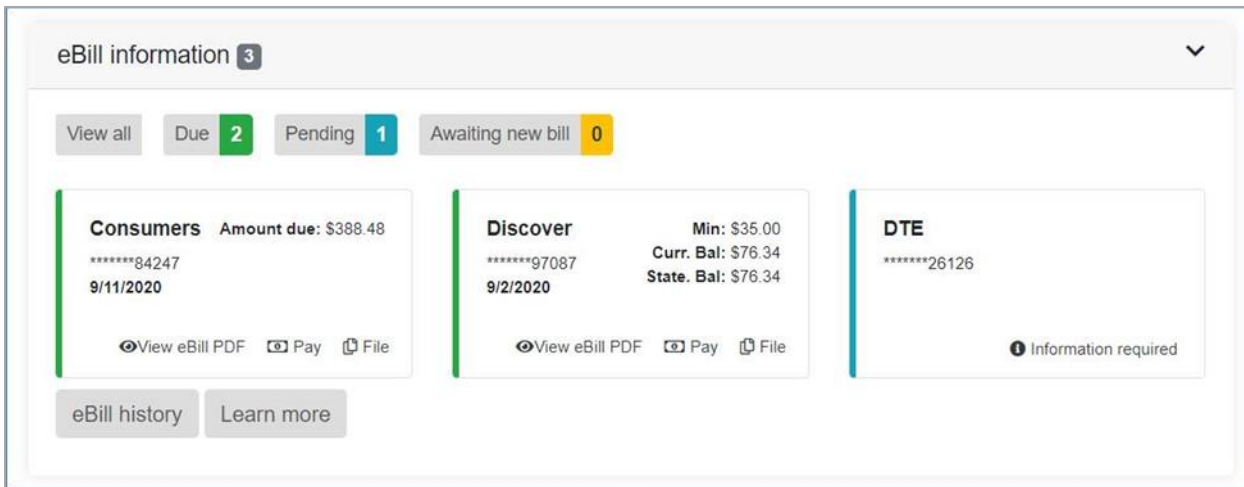 eBill information 3
View all Due 2 Pending 1 Awaiting new bill 0
Consumers Amount due: $388.48
*******84247
9/11/2020
View eBill PDF Pay File
Discover Min: $35.00
*******97087 Curr. Bal: $76.34
9/2/2020 State. Bal: $76.34
View eBill PDF Pay File
DTE
*******26126
Information required
eBill history Learn more